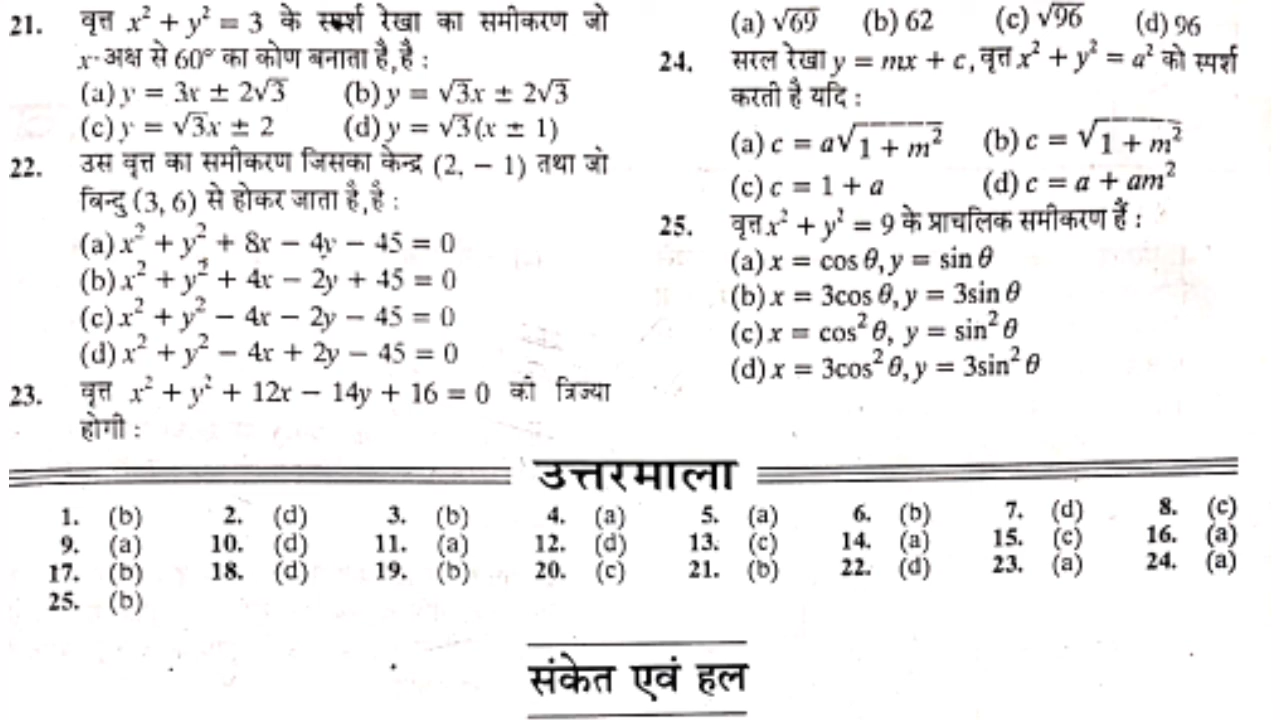 21. वृत्त x² + y² = 3 के स्पर्श रेखा का समीकरण जो
x-अक्ष से 60° का कोण बनाता है, है :
(a) y = 3x ± 2√3 (b) y = √3x ± 2√3
(c) y = √3x ± 2 (d) y = √3(x ± 1)
22. उस वृत्त का समीकरण जिसका केन्द्र (2, − 1) तथा जो
बिन्दु (3, 6) से होकर जाता है, है :
(a) x² + y² + 8x − 4y − 45 = 0
(b) x² + y² + 4x − 2y + 45 = 0
(c) x² + y² − 4x − 2y − 45 = 0
(d) x² + y² − 4x + 2y − 45 = 0
23. वृत्त x² + y² + 12x − 14y + 16 = 0 की त्रिज्या
होगी :
(a) √69 (b) 62 (c) √96 (d) 96
24. सरल रेखा y = mx + c, वृत्त x² + y² = a² को स्पर्श
करती है यदि :
(a) c = a√1 + m² (b) c = √1 + m²
(c) c = 1 + a (d) c = a + am²
25. वृत्त x² + y² = 9 के प्राचलिक समीकरण हैं :
(a) x = cos θ, y = sin θ
(b) x = 3cos θ, y = 3sin θ
(c) x = cos² θ, y = sin² θ
(d) x = 3cos² θ, y = 3sin² θ
उत्तरमाला
1. (b) 2. (d) 3. (b) 4. (a) 5. (a) 6. (b) 7. (d) 8. (c)
9. (a) 10. (d) 11. (a) 12. (d) 13. (c) 14. (a) 15. (c) 16. (a)
17. (b) 18. (d) 19. (b) 20. (c) 21. (b) 22. (d) 23. (a) 24. (a)
25. (b)
संकेत एवं हल